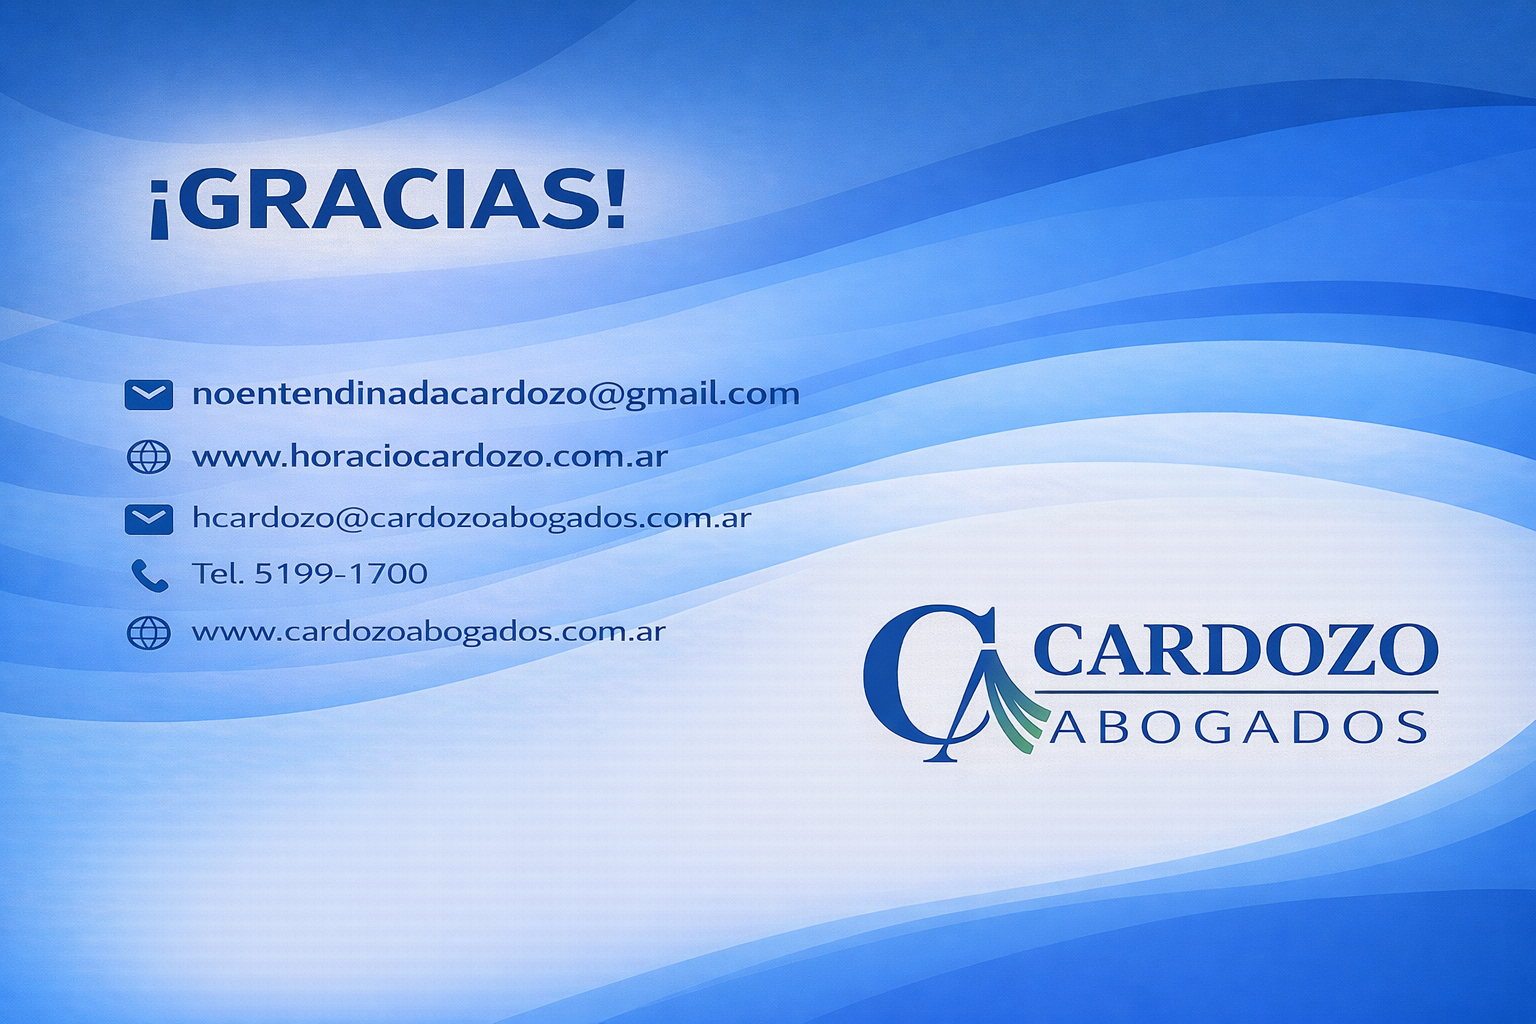 ¡GRACIAS!
noentendinadacardozo@gmail.com
www.horaciocardozo.com.ar
hcardozo@cardozoabogados.com.ar
Tel. 5199-1700
www.cardozoabogados.com.ar
CA
CARDOZO
ABOGADOS